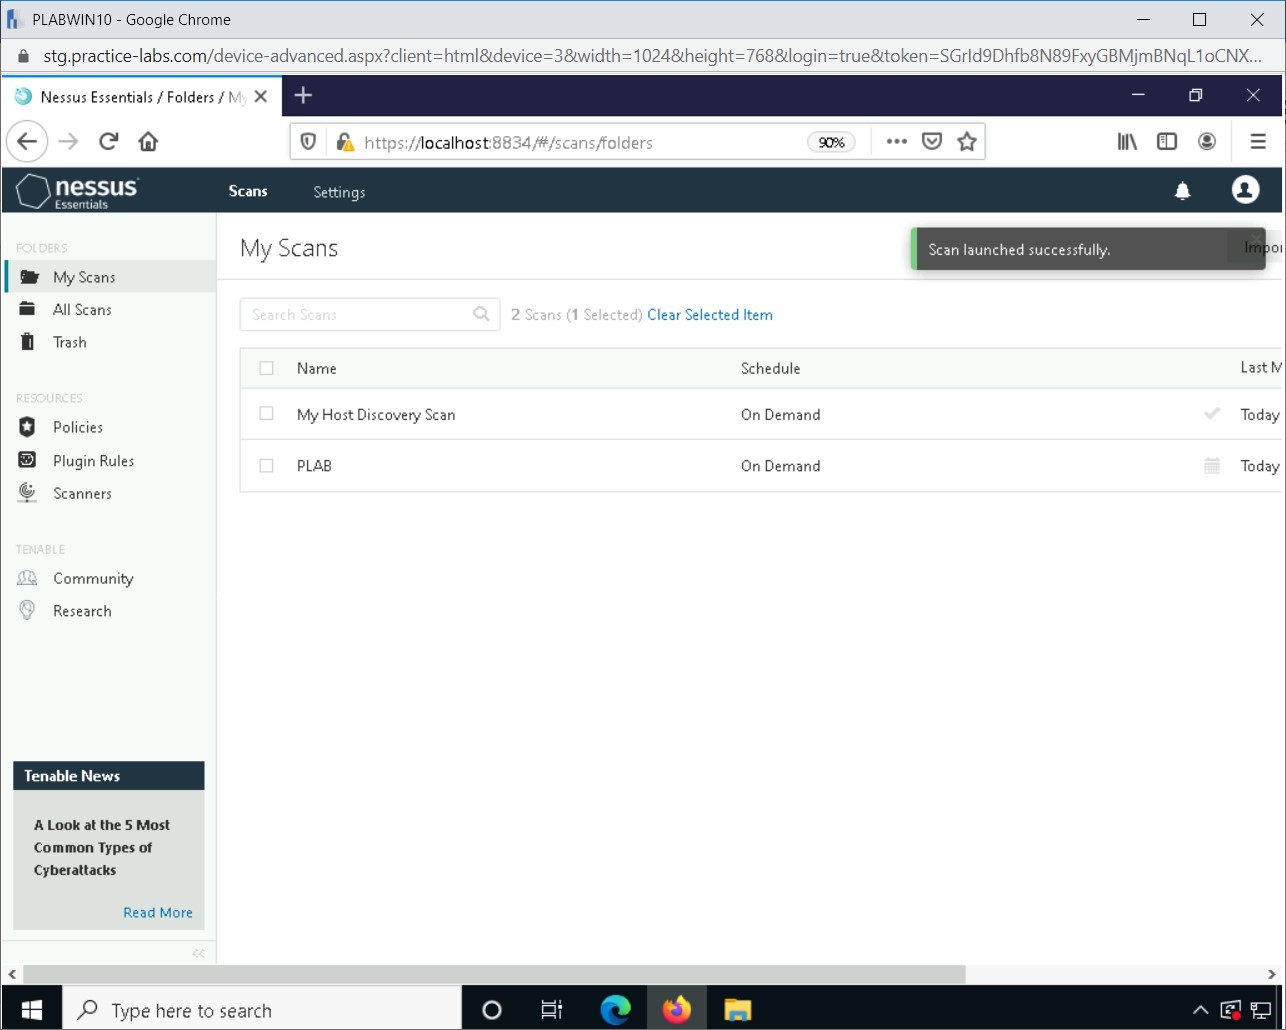 PLABWIN10 - Google Chrome
stg.practice-labs.com/device-advanced.aspx?client=html&device=3&width=1024&height=768&login=true&token=SGrId9Dhfb8N89FxyGBMjmBNqL1oCNX...
Nessus Essentials / Folders / My
https://localhost:8834/#/scans/folders
90%
nessus
Essentials
Scans
Settings
FOLDERS
My Scans
All Scans
Trash
RESOURCES
Policies
Plugin Rules
Scanners
TENABLE
Community
Research
Tenable News
A Look at the 5 Most
Common Types of
Cyberattacks
Read More
My Scans
Scan launched successfully.
Impor
Search Scans
2 Scans (1 Selected) Clear Selected Item
Name Schedule Last M
My Host Discovery Scan On Demand Today
PLAB On Demand Today
Type here to search